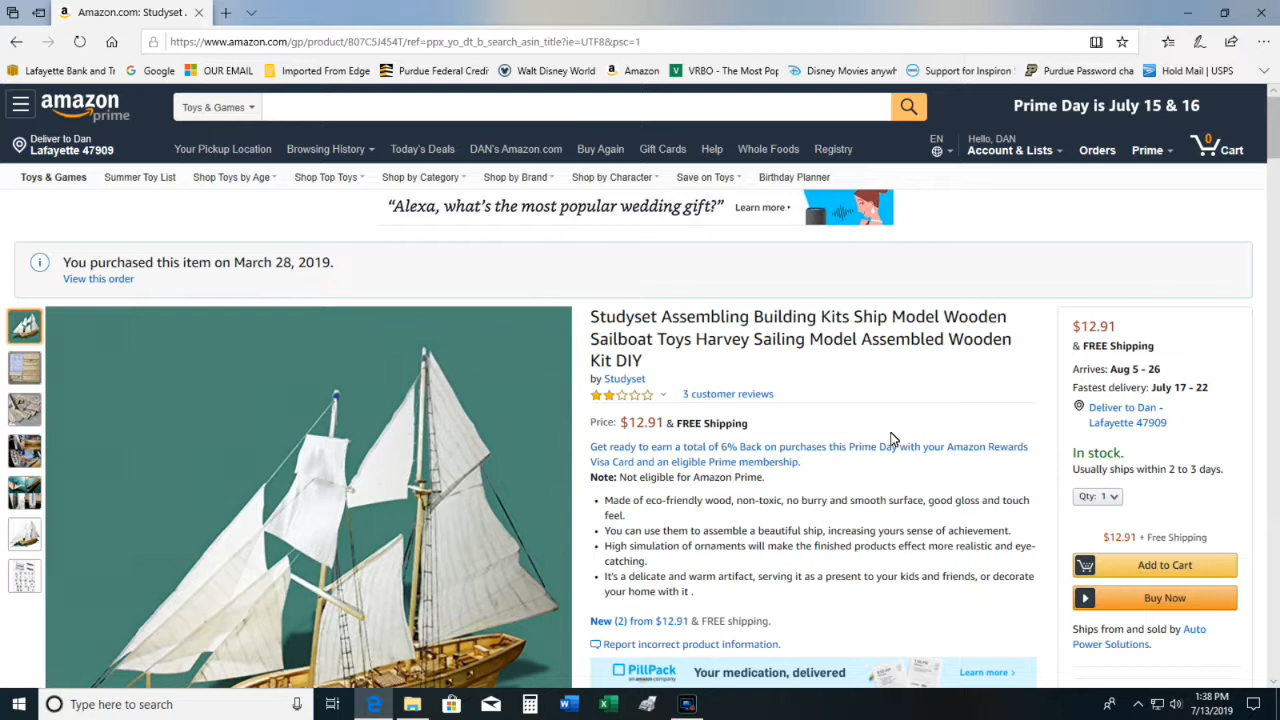 Amazon.com: Studyset.
https://www.amazon.com/gp/product/B07C5J454T/ref=ppx_yo_dt_b_search_asin_title?ie=UTF8&psc=1
Lafayette Bank and Tr
Google
OUR EMAIL
Imported From Edge
Purdue Federal Credi
Walt Disney World
Amazon
VRBO - The Most Pop
Disney Movies anywh
Support for Inspiron
Purdue Password cha
Hold Mail | USPS
amazon
prime
Toys & Games
Prime Day is July 15 & 16
Deliver to Dan
Lafayette 47909
Your Pickup Location
Browsing History
Today's Deals
DAN's Amazon.com
Buy Again
Gift Cards
Help
Whole Foods
Registry
EN
Hello, DAN
Account & Lists
Orders
Prime
0
Cart
Toys & Games
Summer Toy List
Shop Toys by Age
Shop Top Toys
Shop by Category
Shop by Brand
Shop by Character
Save on Toys
Birthday Planner
“Alexa, what’s the most popular wedding gift?”
Learn more
You purchased this item on March 28, 2019.
View this order
Studyset Assembling Building Kits Ship Model Wooden
Sailboat Toys Harvey Sailing Model Assembled Wooden
Kit DIY
by Studyset
3 customer reviews
Price: $12.91 & FREE Shipping
Get ready to earn a total of 6% Back on purchases this Prime Day with your Amazon Rewards
Visa Card and an eligible Prime membership.
Note: Not eligible for Amazon Prime.
• Made of eco-friendly wood, non-toxic, no burry and smooth surface, good gloss and touch
feel.
• You can use them to assemble a beautiful ship, increasing yours sense of achievement.
• High simulation of ornaments will make the finished products effect more realistic and eye-
catching.
• It's a delicate and warm artifact, serving it as a present to your kids and friends, or decorate
your home with it .
New (2) from $12.91 & FREE shipping.
Report incorrect product information.
PillPack
an amazon company
Your medication, delivered
Learn more
$12.91
& FREE Shipping
Arrives: Aug 5 - 26
Fastest delivery: July 17 - 22
Deliver to Dan -
Lafayette 47909
In stock.
Usually ships within 2 to 3 days.
Qty: 1
$12.91 + Free Shipping
Add to Cart
Buy Now
Ships from and sold by Auto
Power Solutions.
Type here to search
1:38 PM
7/13/2019